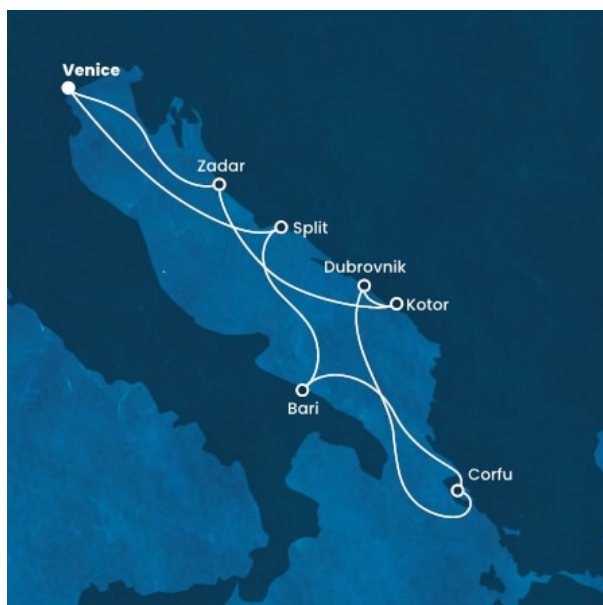 Venice
Zadar
Split
Dubrovnik
Kotor
Bari
Corfu